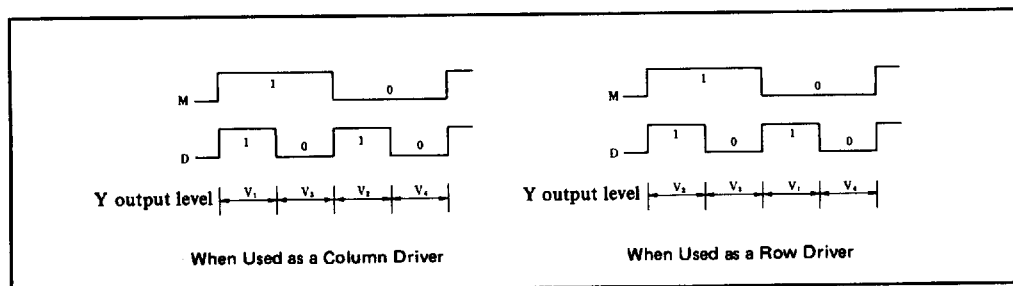 M 1 0
D 1 0 1 0
Y output level V₁ V₃ V₂ V₄
When Used as a Column Driver
M 1 0
D 1 0 1 0
Y output level V₂ V₃ V₁ V₄
When Used as a Row Driver